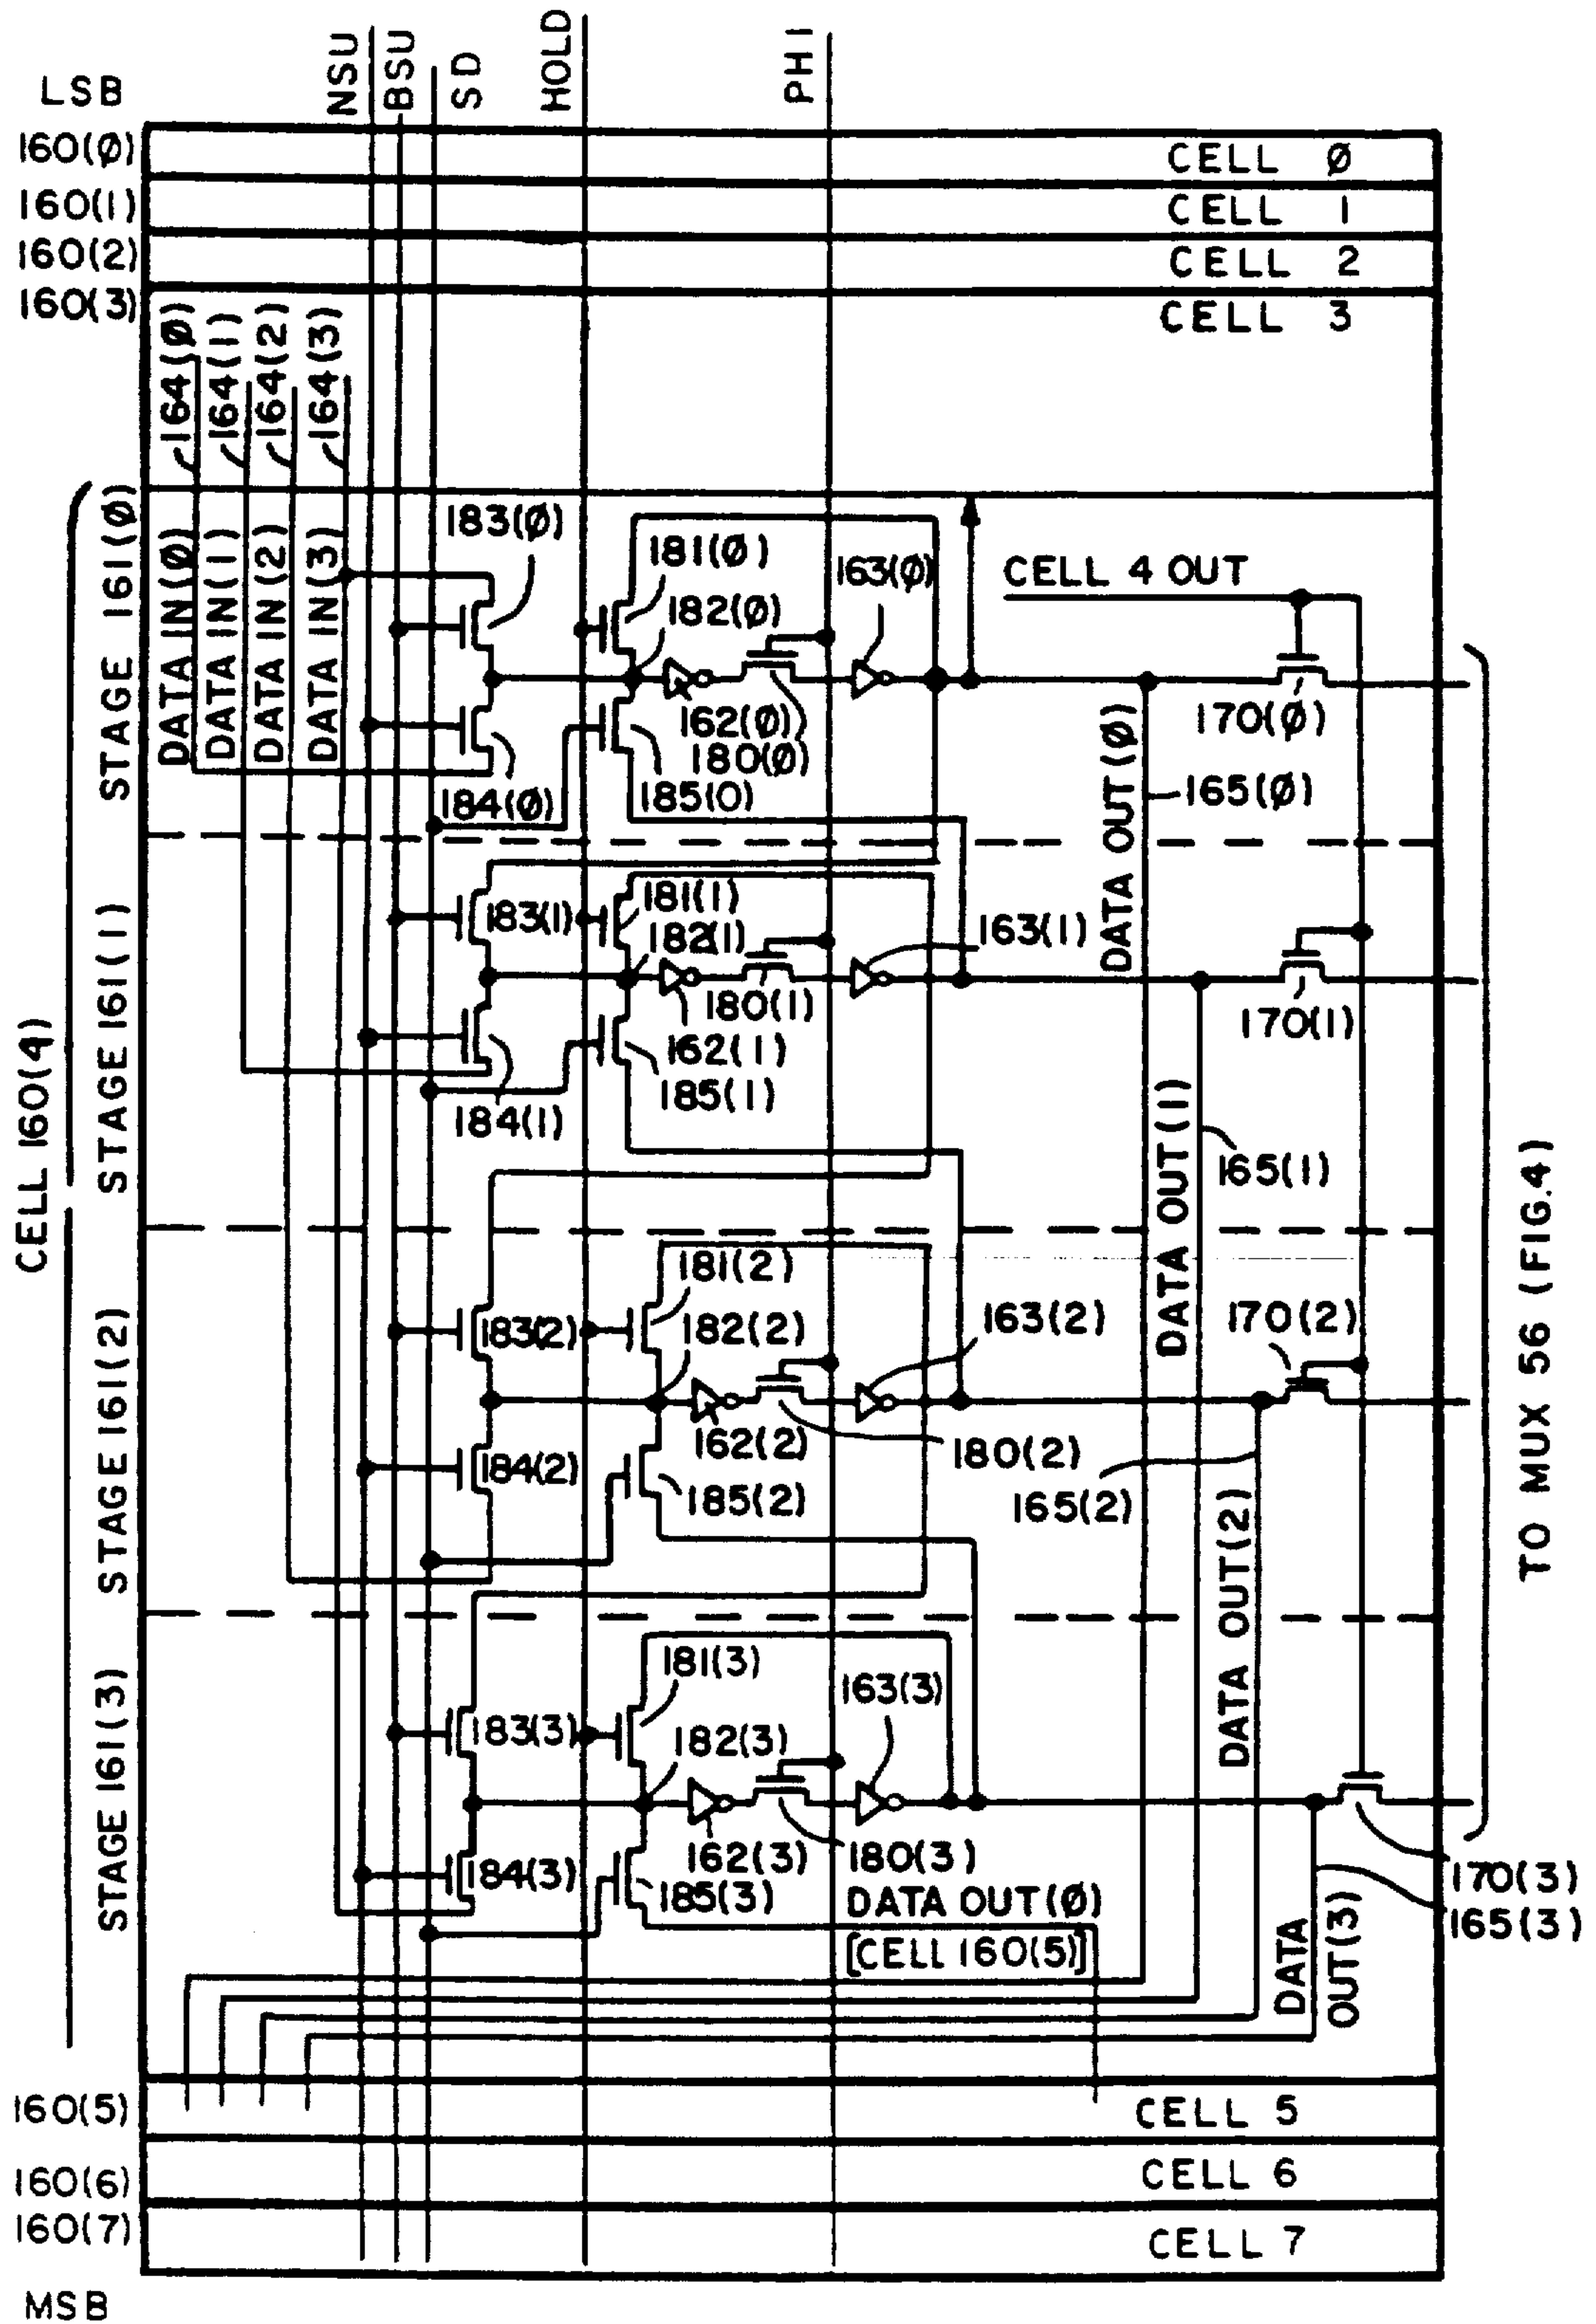 LSB
NSU
BSU
SD
HOLD
PHI
160(Ø)
CELL Ø
160(1)
CELL 1
160(2)
CELL 2
160(3)
CELL 3
164(Ø)
164(1)
164(2)
164(3)
CELL 160(4)
STAGE 161(Ø)
DATA IN(Ø)
DATA IN(1)
DATA IN(2)
DATA IN(3)
183(Ø)
181(Ø)
182(Ø)
163(Ø)
CELL 4 OUT
162(Ø)
180(Ø)
170(Ø)
184(Ø)
185(0)
DATA OUT(Ø)
165(Ø)
STAGE 161(1)
183(1)
181(1)
182(1)
163(1)
180(1)
162(1)
170(1)
184(1)
185(1)
DATA OUT(1)
165(1)
STAGE 161(2)
181(2)
183(2)
182(2)
163(2)
170(2)
162(2)
180(2)
184(2)
185(2)
165(2)
DATA OUT(2)
TO MUX 56 (FIG.4)
STAGE 161(3)
181(3)
183(3)
182(3)
163(3)
162(3)
180(3)
184(3)
185(3)
170(3)
165(3)
DATA OUT(Ø)
[CELL 160(5)]
DATA
OUT(3)
160(5)
CELL 5
160(6)
CELL 6
160(7)
CELL 7
MSB